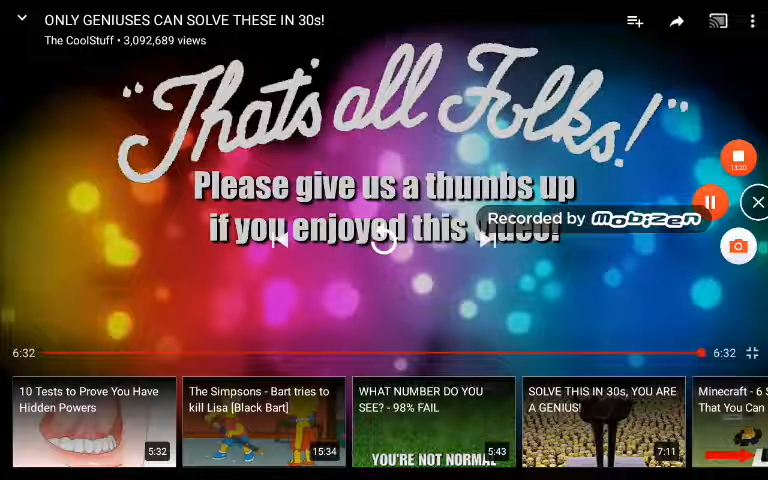 ONLY GENIUSES CAN SOLVE THESE IN 30s!
The CoolStuff • 3,092,689 views
"That's all Folks!"
Please give us a thumbs up
if you enjoyed this video!
Recorded by mobizen
13:20
6:32
6:32
10 Tests to Prove You Have
Hidden Powers
5:32
The Simpsons - Bart tries to
kill Lisa [Black Bart]
15:34
WHAT NUMBER DO YOU
SEE? - 98% FAIL
YOU'RE NOT NORMAL
5:43
SOLVE THIS IN 30s, YOU ARE
A GENIUS!
7:11
Minecraft - 6 S
That You Can